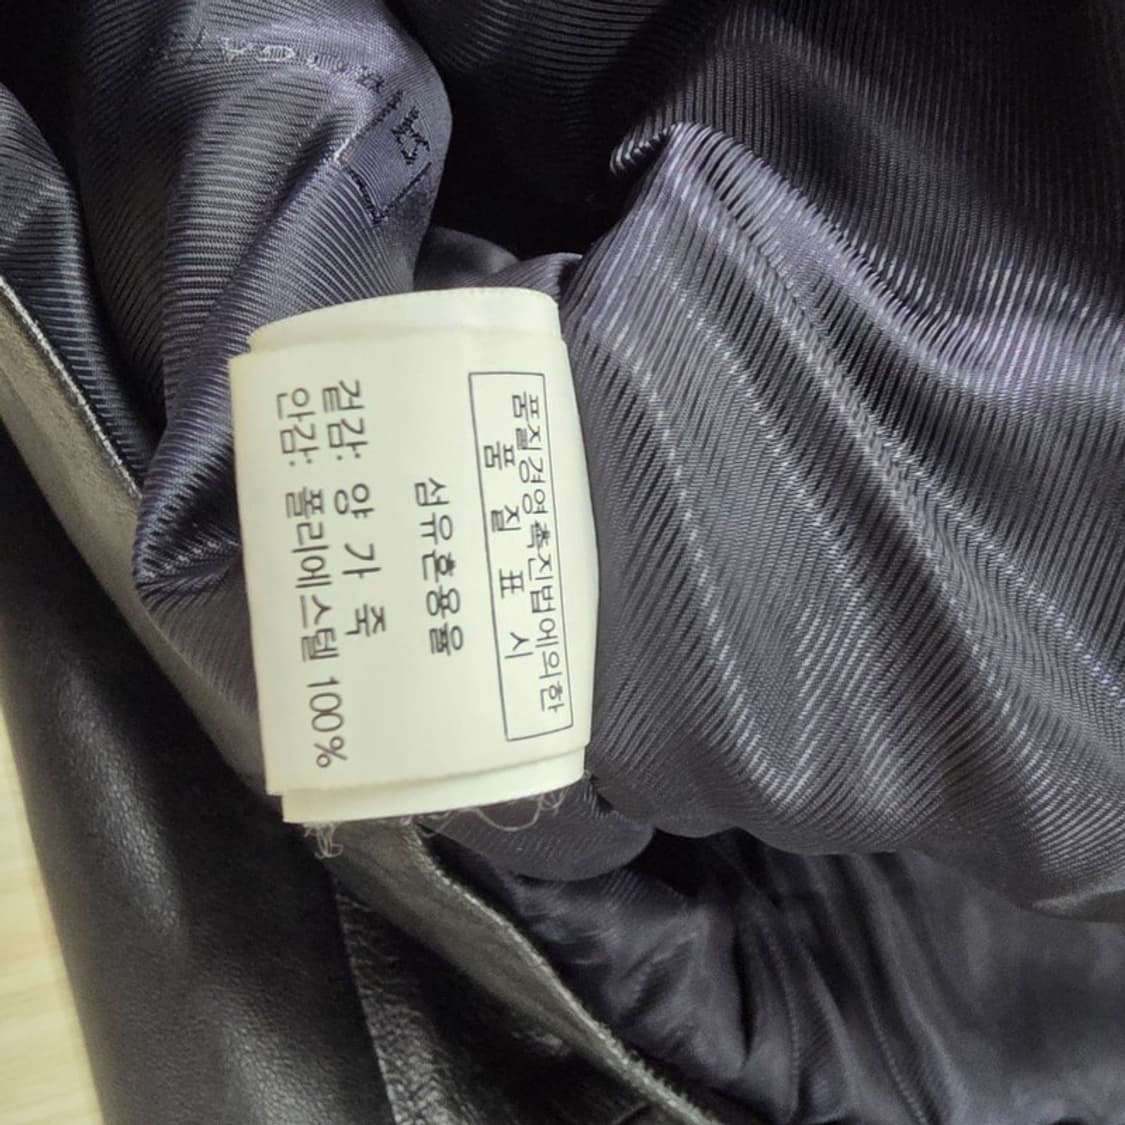 품질경영촉진법에의한
품 질 표 시
섬유혼용율
겉감: 양 가 죽
안감: 폴리에스텔 100%